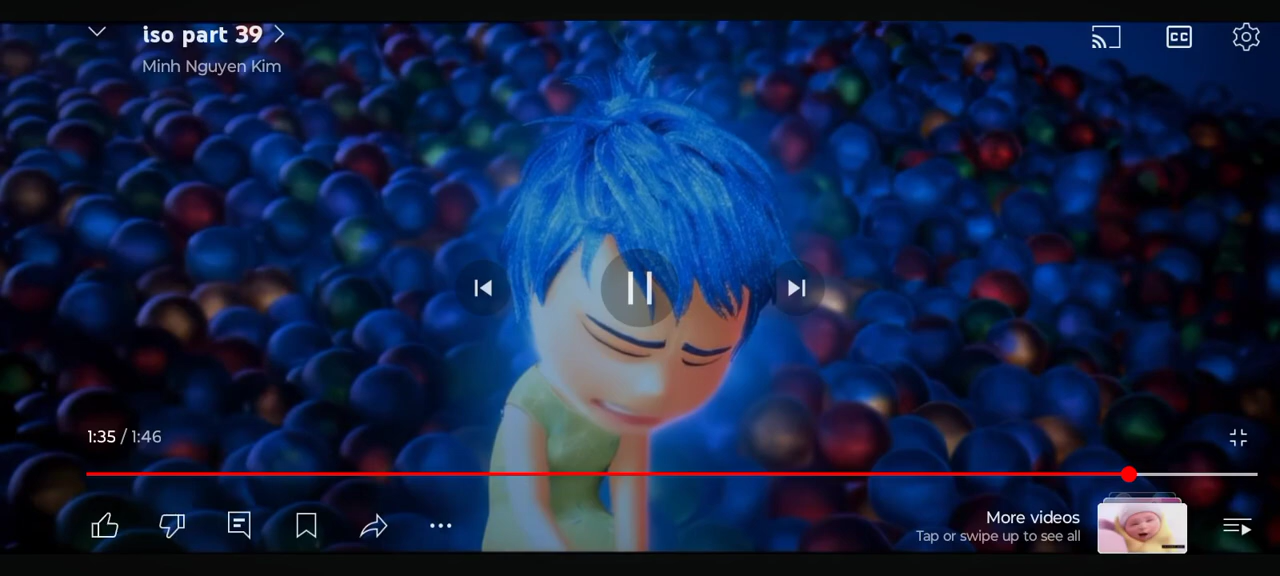 iso part 39
Minh Nguyen Kim
CC
1:35 / 1:46
More videos
Tap or swipe up to see all